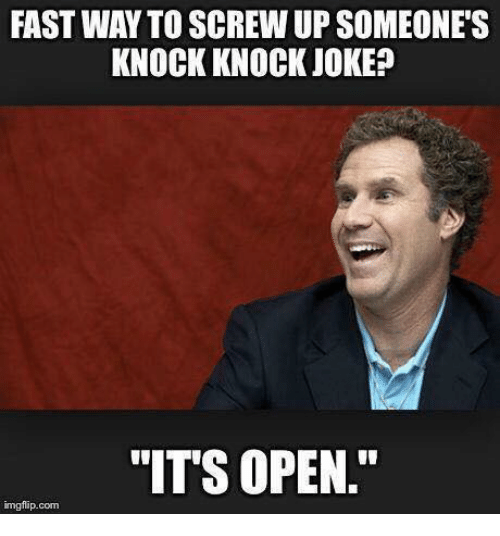 FAST WAY TO SCREW UP SOMEONE'S
KNOCK KNOCK JOKE?
"IT'S OPEN."
imgflip.com